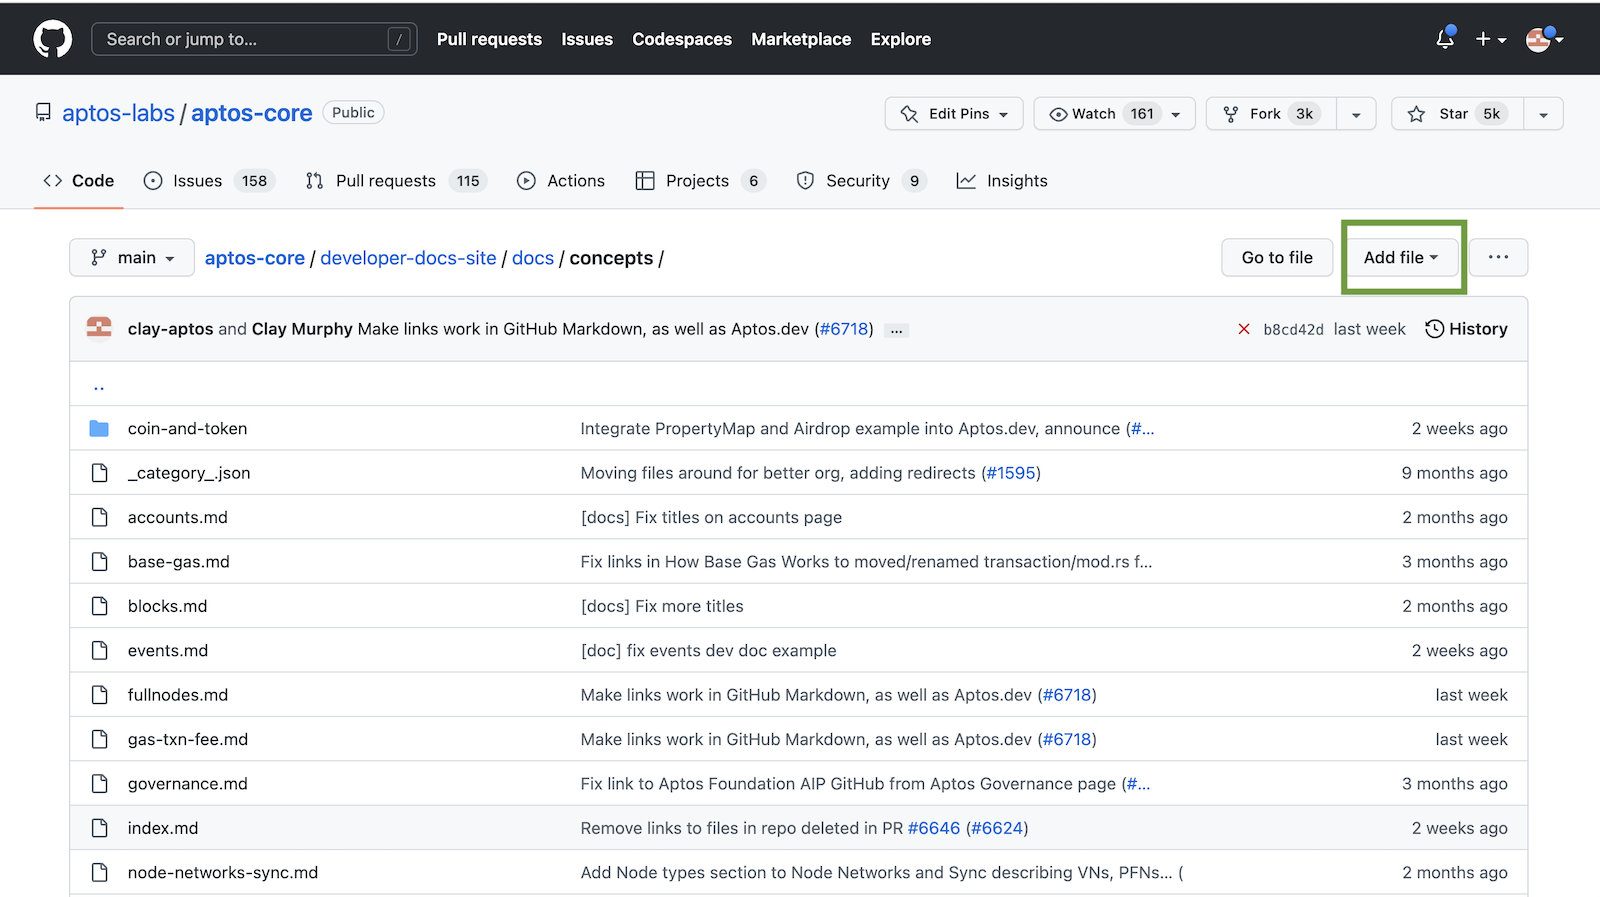 Search or jump to... / Pull requests Issues Codespaces Marketplace Explore
aptos-labs / aptos-core Public Edit Pins Watch 161 Fork 3k Star 5k
Code Issues 158 Pull requests 115 Actions Projects 6 Security 9 Insights
main aptos-core / developer-docs-site / docs / concepts / Go to file Add file ...
clay-aptos and Clay Murphy Make links work in GitHub Markdown, as well as Aptos.dev (#6718) ... b8cd42d last week History
..
coin-and-token Integrate PropertyMap and Airdrop example into Aptos.dev, announce (#... 2 weeks ago
_category_.json Moving files around for better org, adding redirects (#1595) 9 months ago
accounts.md [docs] Fix titles on accounts page 2 months ago
base-gas.md Fix links in How Base Gas Works to moved/renamed transaction/mod.rs f... 3 months ago
blocks.md [docs] Fix more titles 2 months ago
events.md [doc] fix events dev doc example 2 weeks ago
fullnodes.md Make links work in GitHub Markdown, as well as Aptos.dev (#6718) last week
gas-txn-fee.md Make links work in GitHub Markdown, as well as Aptos.dev (#6718) last week
governance.md Fix link to Aptos Foundation AIP GitHub from Aptos Governance page (#... 3 months ago
index.md Remove links to files in repo deleted in PR #6646 (#6624) 2 weeks ago
node-networks-sync.md Add Node types section to Node Networks and Sync describing VNs, PFNs... ( 2 months ago